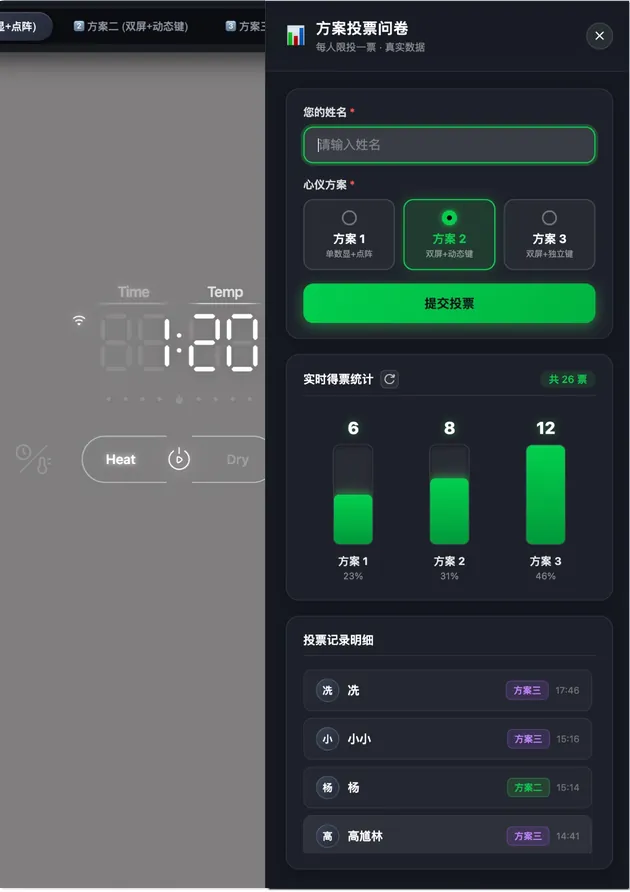 显+点阵)
2 方案二 (双屏+动态键)
3 方案三
Time
Temp
1:20
Heat
Dry
方案投票问卷
每人限投一票 · 真实数据
您的姓名 *
请输入姓名
心仪方案 *
方案 1
单数显+点阵
方案 2
双屏+动态键
方案 3
双屏+独立键
提交投票
实时得票统计
共 26 票
6
8
12
方案 1
23%
方案 2
31%
方案 3
46%
投票记录明细
冼 冼 方案三 17:46
小 小小 方案三 15:16
杨 杨 方案二 15:14
高 高尳林 方案三 14:41